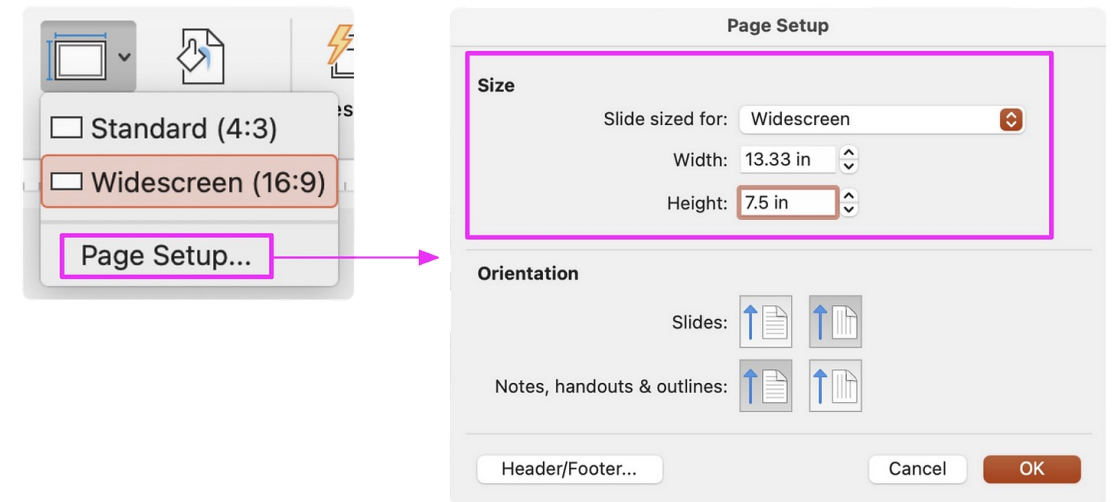 es
Standard (4:3)
Widescreen (16:9)
Page Setup...
Page Setup
Size
Slide sized for: Widescreen
Width: 13.33 in
Height: 7.5 in
Orientation
Slides:
Notes, handouts & outlines:
Header/Footer... Cancel OK